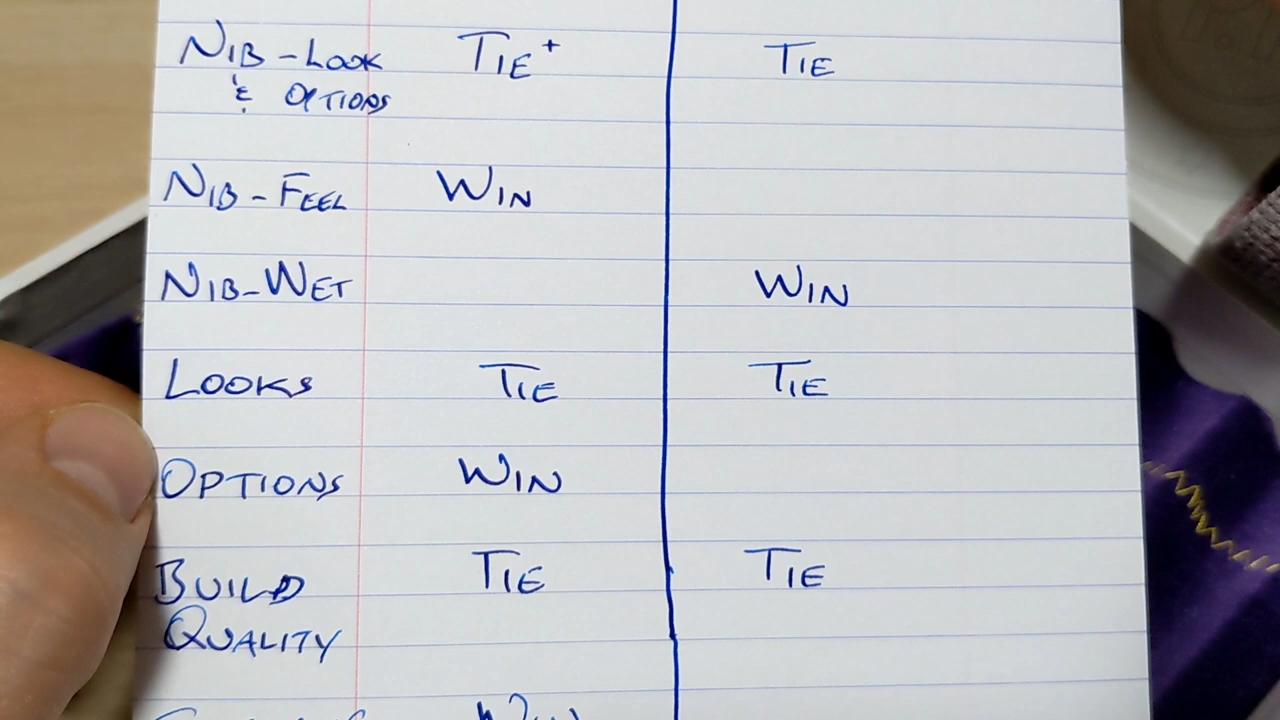 NIB-LOOK TIE+ TIE
& OPTIONS
NIB-FEEL WIN
NIB-WET WIN
LOOKS TIE TIE
OPTIONS WIN
BUILD TIE TIE
QUALITY
WIN